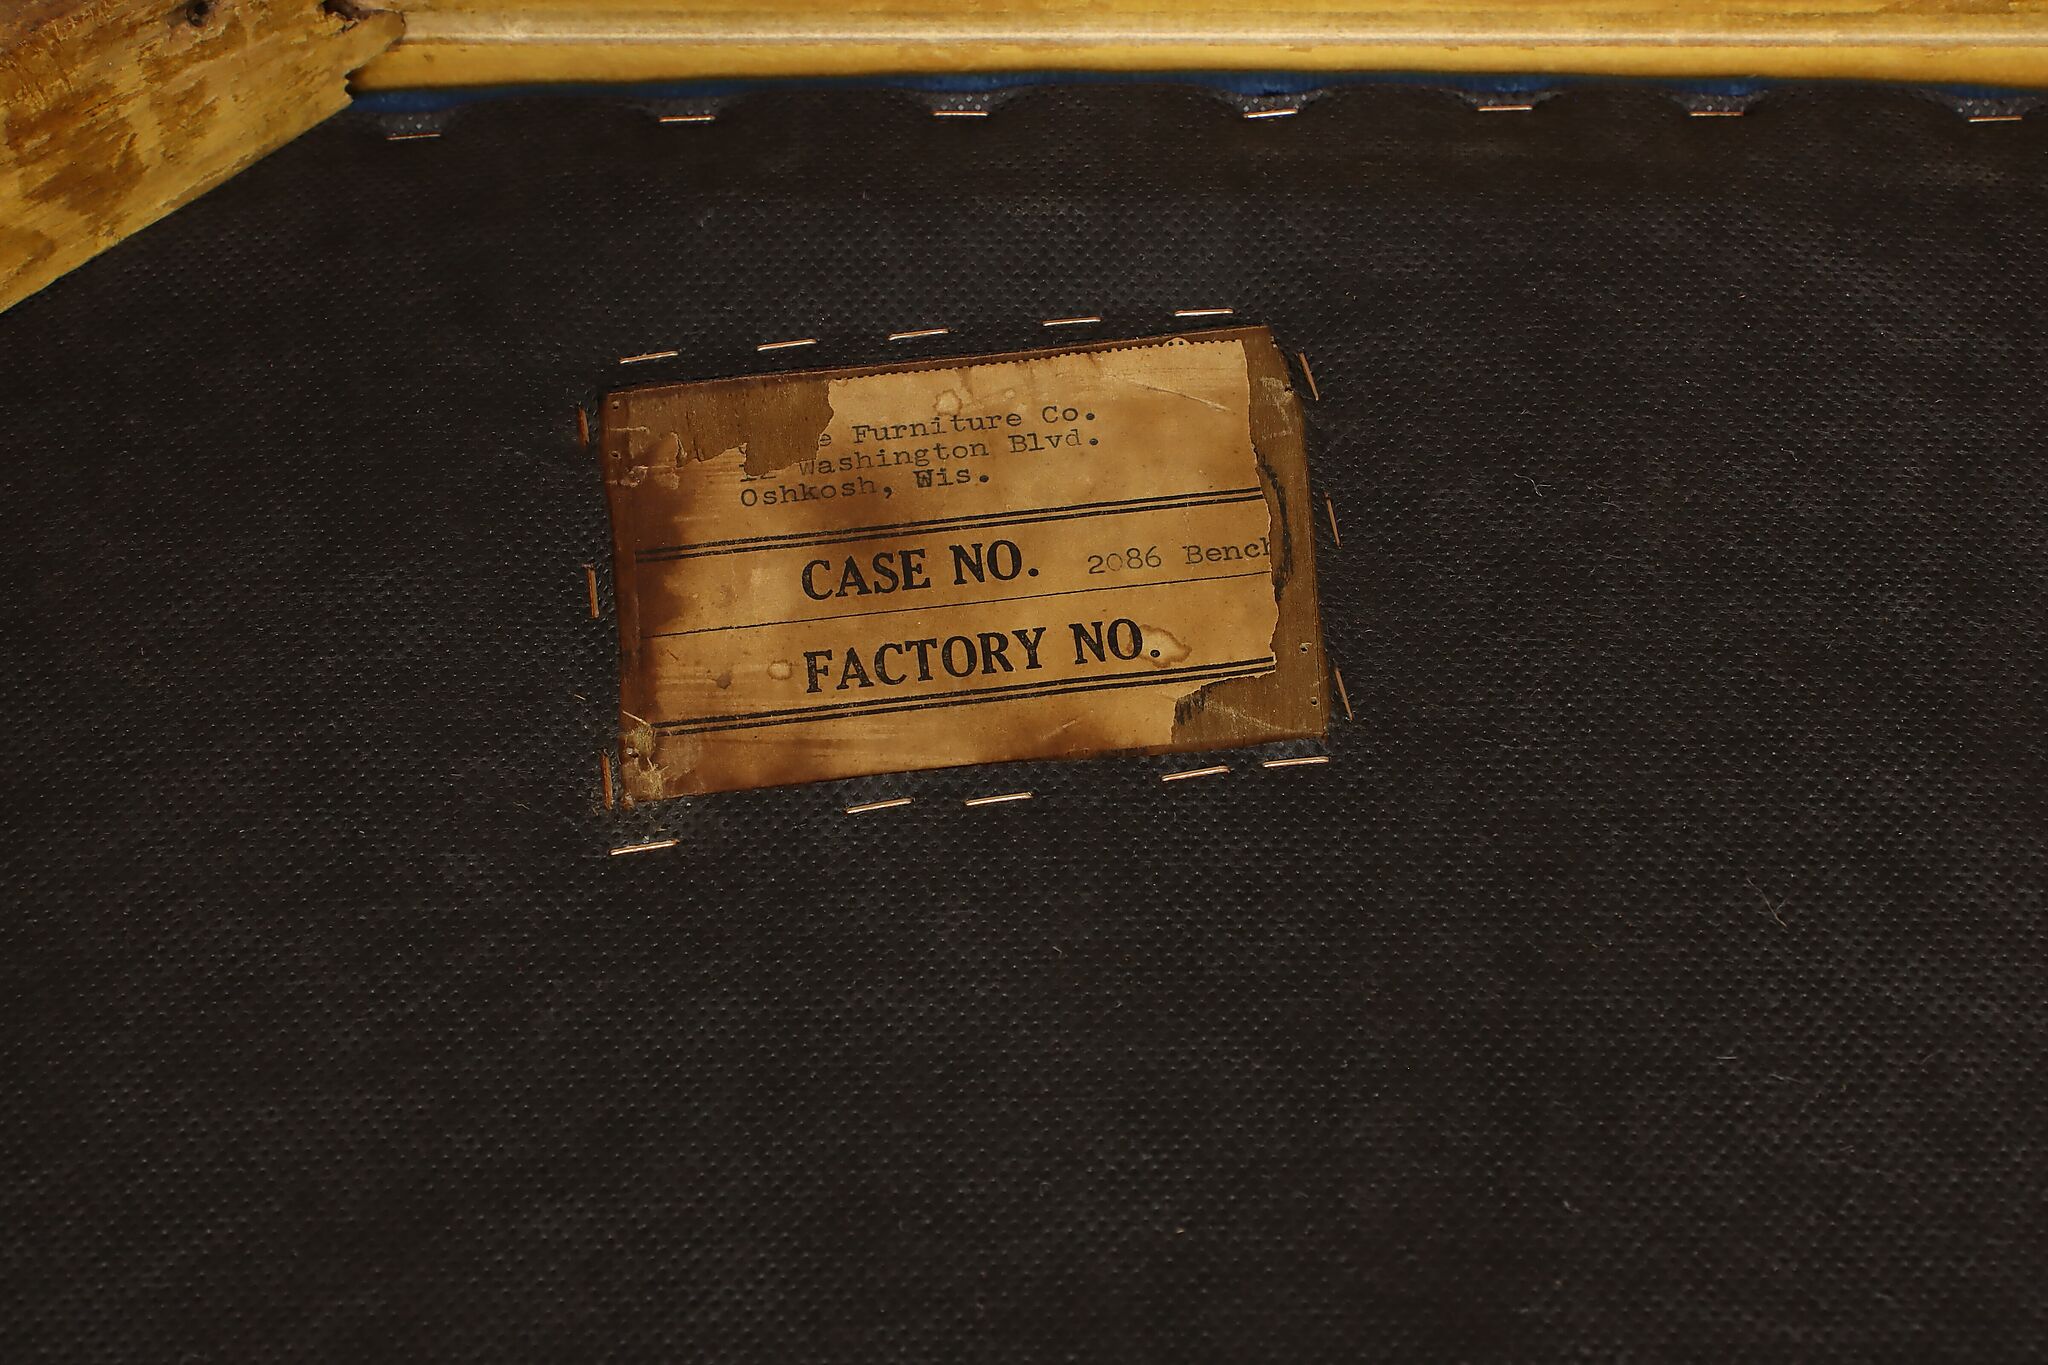 Furniture Co.
Washington Blvd.
Oshkosh, Wis.
CASE NO. 2086 Bench
FACTORY NO.